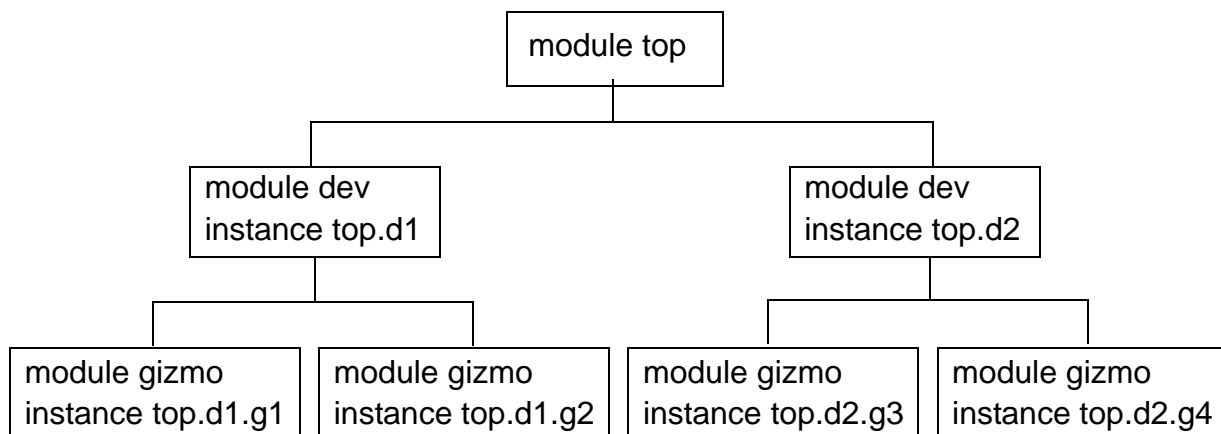 module top
module dev
instance top.d1
module dev
instance top.d2
module gizmo
instance top.d1.g1
module gizmo
instance top.d1.g2
module gizmo
instance top.d2.g3
module gizmo
instance top.d2.g4